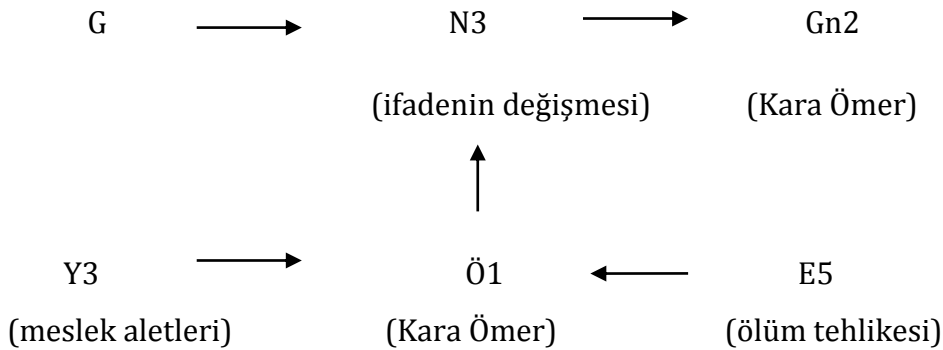 G N3 Gn2
(ifadenin değişmesi) (Kara Ömer)
Y3 Ö1 E5
(meslek aletleri) (Kara Ömer) (ölüm tehlikesi)